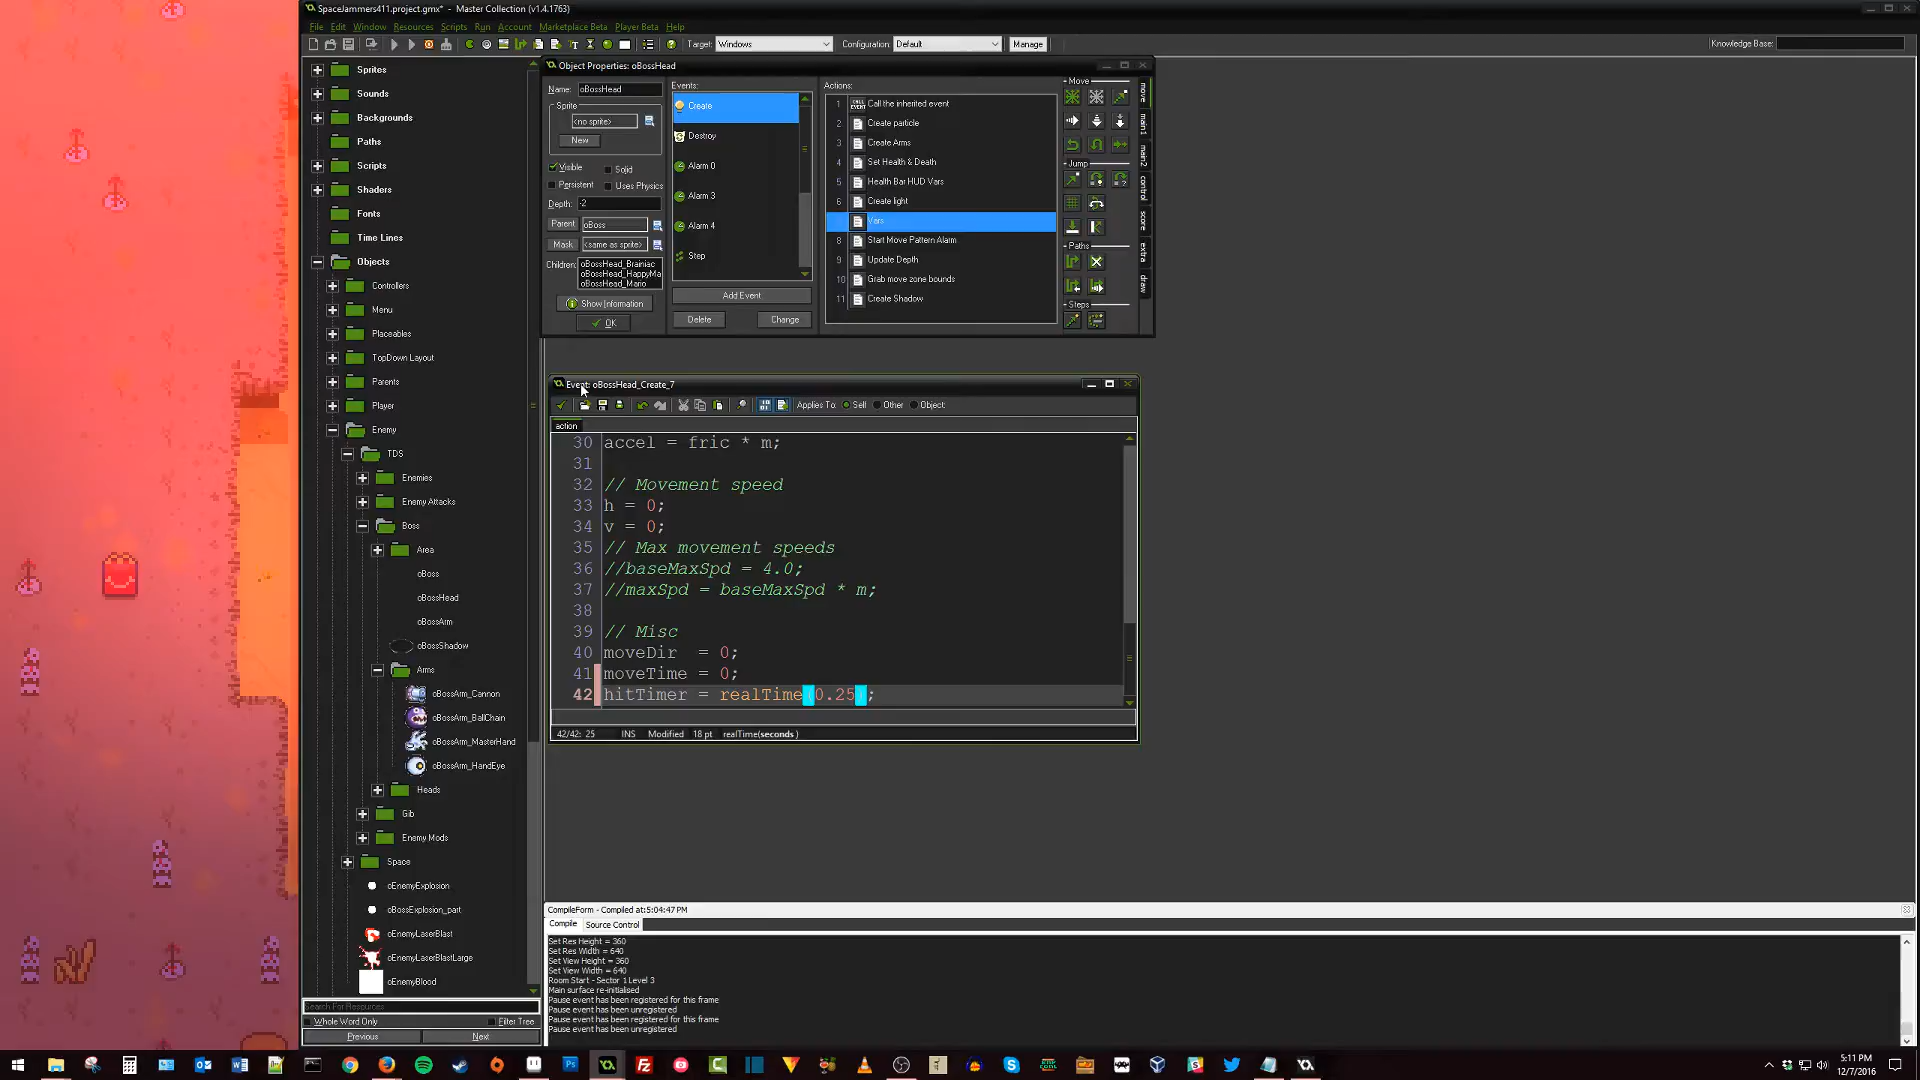 SpaceJammers411.project.gmx* - Master Collection (v1.4.1763)
File Edit Window Resources Scripts Run Account Marketplace Beta Player Beta Help
Target: Windows Configuration: Default Manage Knowledge Base:
Sprites
Sounds
Backgrounds
Paths
Scripts
Shaders
Fonts
Time Lines
Objects
Controllers
Menu
Placeables
TopDown Layout
Parents
Player
Enemy
TDS
Enemies
Enemy Attacks
Boss
Area
oBoss
oBossHead
oBossArm
oBossShadow
Arms
oBossArm_Cannon
oBossArm_BallChain
oBossArm_MasterHand
oBossArm_HandEye
Heads
Gib
Enemy Mods
Space
oEnemyExplosion
oBossExplosion_part
oEnemyLaserBlast
oEnemyLaserBlastLarge
oEnemyBlood
Search For Resources
Whole Word Only Filter Tree
Previous Next
Object Properties: oBossHead
Name: oBossHead
Sprite
<no sprite>
New
Visible Solid
Persistent Uses Physics
Depth: -2
Parent oBoss
Mask <same as sprite>
Children: oBossHead_Brainiac
oBossHead_HappyMa
oBossHead_Mario
Show Information
OK
Events:
Create
Destroy
Alarm 0
Alarm 3
Alarm 4
Step
Add Event
Delete Change
Actions:
1 Call the inherited event
2 Create particle
3 Create Arms
4 Set Health & Death
5 Health Bar HUD Vars
6 Create light
Vars
8 Start Move Pattern Alarm
9 Update Depth
10 Grab move zone bounds
11 Create Shadow
Move
Jump
Paths
Steps
move
main1
main2
control
score
extra
draw
Event: oBossHead_Create_7
Applies To: Self Other Object:
action
30 accel = fric * m;
31
32 // Movement speed
33 h = 0;
34 v = 0;
35 // Max movement speeds
36 //baseMaxSpd = 4.0;
37 //maxSpd = baseMaxSpd * m;
38
39 // Misc
40 moveDir = 0;
41 moveTime = 0;
42 hitTimer = realTime(0.25);
42/42: 25 INS Modified 18 pt realTime(seconds )
CompileForm - Compiled at:5:04:47 PM
Compile Source Control
Set Res Height = 360
Set Res Width = 640
Set View Height = 360
Set View Width = 640
Room Start - Sector 1 Level 3
Main surface re-initialised
Pause event has been registered for this frame
Pause event has been unregistered
Pause event has been registered for this frame
Pause event has been unregistered
5:11 PM
12/7/2016